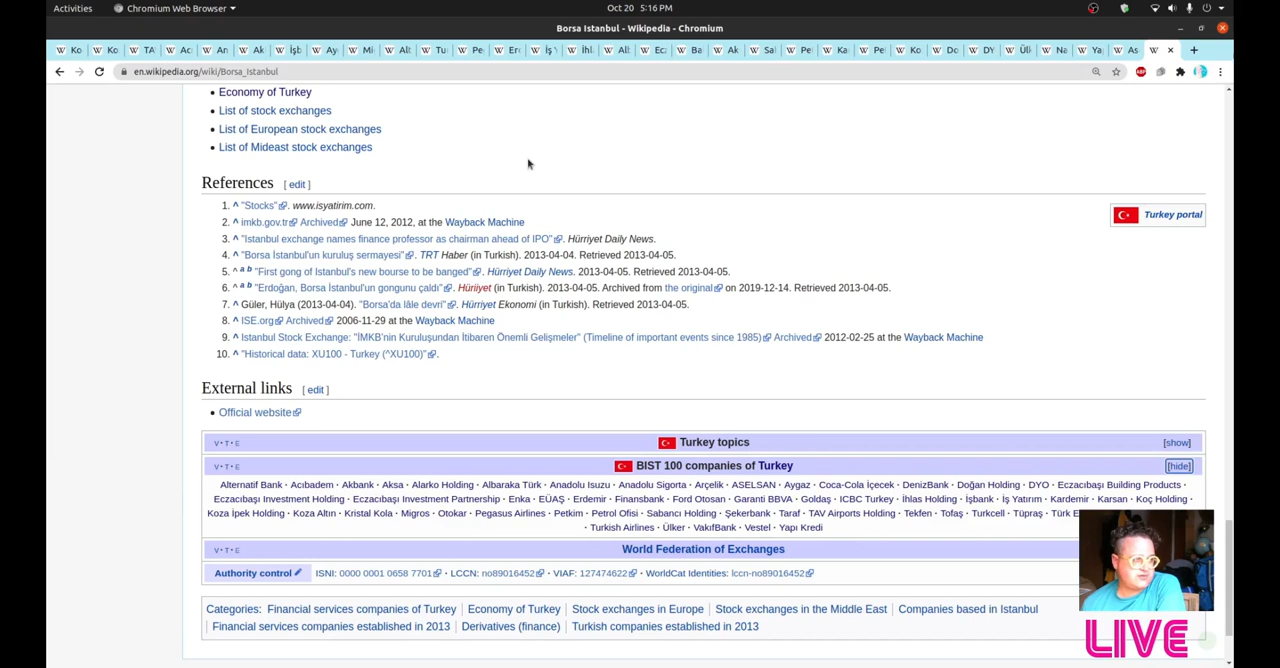 Activities Chromium Web Browser Oct 20 5:16 PM
Borsa Istanbul - Wikipedia - Chromium
en.wikipedia.org/wiki/Borsa_Istanbul
• Economy of Turkey
• List of stock exchanges
• List of European stock exchanges
• List of Mideast stock exchanges
References [ edit ]
Turkey portal
1. ^ "Stocks". www.isyatirim.com.
2. ^ imkb.gov.tr Archived June 12, 2012, at the Wayback Machine
3. ^ "Istanbul exchange names finance professor as chairman ahead of IPO". Hürriyet Daily News.
4. ^ "Borsa İstanbul'un kuruluş sermayesi". TRT Haber (in Turkish). 2013-04-04. Retrieved 2013-04-05.
5. ^ a b "First gong of Istanbul's new bourse to be banged". Hürriyet Daily News. 2013-04-05. Retrieved 2013-04-05.
6. ^ a b "Erdoğan, Borsa İstanbul'un gongunu çaldı". Hüriiyet (in Turkish). 2013-04-05. Archived from the original on 2019-12-14. Retrieved 2013-04-05.
7. ^ Güler, Hülya (2013-04-04). "Borsa'da lâle devri". Hürriyet Ekonomi (in Turkish). Retrieved 2013-04-05.
8. ^ ISE.org Archived 2006-11-29 at the Wayback Machine
9. ^ Istanbul Stock Exchange: "İMKB'nin Kuruluşundan İtibaren Önemli Gelişmeler" (Timeline of important events since 1985) Archived 2012-02-25 at the Wayback Machine
10. ^ "Historical data: XU100 - Turkey (^XU100)".
External links [ edit ]
• Official website
V·T·E Turkey topics [show]
V·T·E BIST 100 companies of Turkey [hide]
Alternatif Bank · Acıbadem · Akbank · Aksa · Alarko Holding · Albaraka Türk · Anadolu Isuzu · Anadolu Sigorta · Arçelik · ASELSAN · Aygaz · Coca-Cola İçecek · DenizBank · Doğan Holding · DYO · Eczacıbaşı Building Products ·
Eczacıbaşı Investment Holding · Eczacıbaşı Investment Partnership · Enka · EÜAŞ · Erdemir · Finansbank · Ford Otosan · Garanti BBVA · Goldaş · ICBC Turkey · İhlas Holding · İşbank · İş Yatırım · Kardemir · Karsan · Koç Holding ·
Koza İpek Holding · Koza Altın · Kristal Kola · Migros · Otokar · Pegasus Airlines · Petkim · Petrol Ofisi · Sabancı Holding · Şekerbank · Taraf · TAV Airports Holding · Tekfen · Tofaş · Turkcell · Tüpraş · Türk
Turkish Airlines · Ülker · VakıfBank · Vestel · Yapı Kredi
V·T·E World Federation of Exchanges
Authority control ISNI: 0000 0001 0658 7701 · LCCN: no89016452 · VIAF: 127474622 · WorldCat Identities: lccn-no89016452
Categories: Financial services companies of Turkey | Economy of Turkey | Stock exchanges in Europe | Stock exchanges in the Middle East | Companies based in Istanbul
| Financial services companies established in 2013 | Derivatives (finance) | Turkish companies established in 2013
LIVE